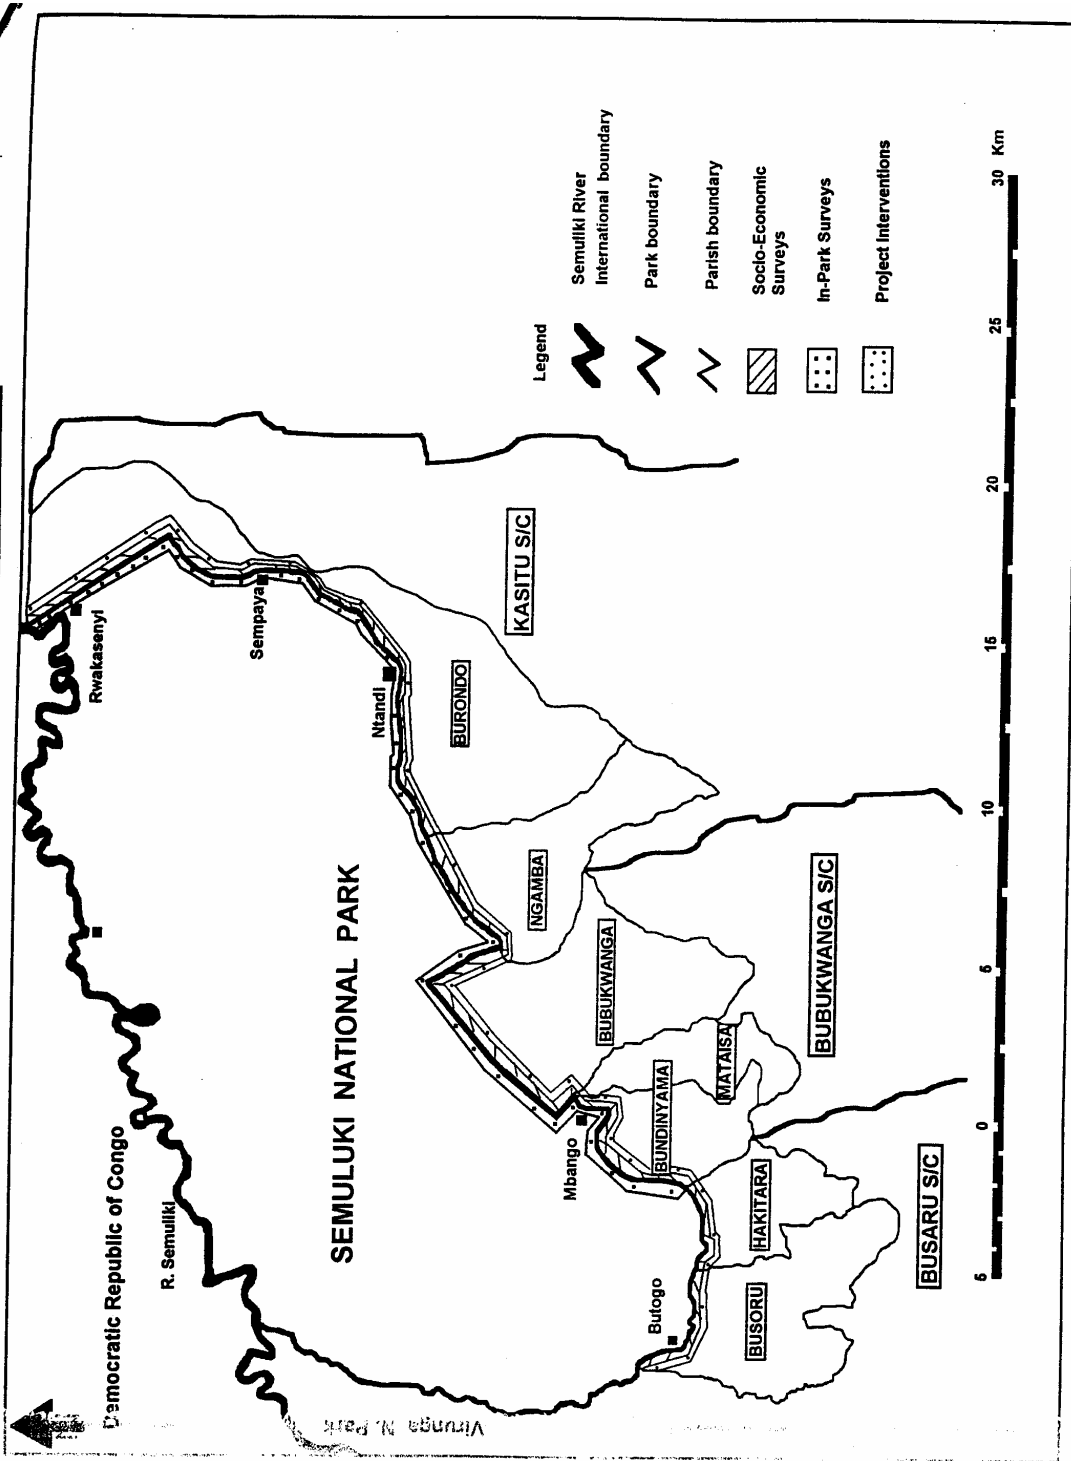 Democratic Republic of Congo
R. Semuliki
Virunga N. Park
SEMULUKI NATIONAL PARK
Rwakasenyi
Sempaya
Ntandi
Mbango
Butogo
KASITU S/C
BURONDO
NGAMBA
BUBUKWANGA
BUNDINYAMA
MATAISA
BUBUKWANGA S/C
HAKITARA
BUSORU
BUSARU S/C
Legend
Semuliki River
International boundary
Park boundary
Parish boundary
Socio-Economic
Surveys
In-Park Surveys
Project Interventions
5 0 5 10 15 20 25 30 Km